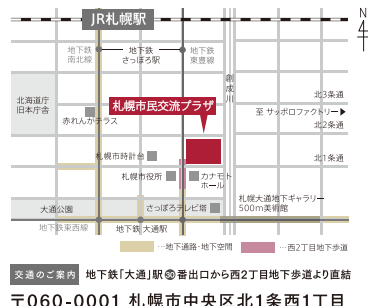 JR札幌駅
N
地下鉄
南北線
地下鉄
さっぽろ駅
地下鉄
東豊線
創成川
北海道庁
旧本庁舎
札幌市民交流プラザ
北3条通
至 サッポロファクトリー▶
赤れんがテラス
北2条通
札幌市時計台
北1条通
札幌市役所
カナモト
ホール
大通公園
さっぽろテレビ塔
札幌大通地下ギャラリー
500m美術館
地下鉄東西線
地下鉄 大通駅
…地下通路・地下空間
…西2丁目地下歩道
交通のご案内
地下鉄「大通」駅㉚番出口から西2丁目地下歩道より直結
〒060-0001 札幌市中央区北1条西1丁目